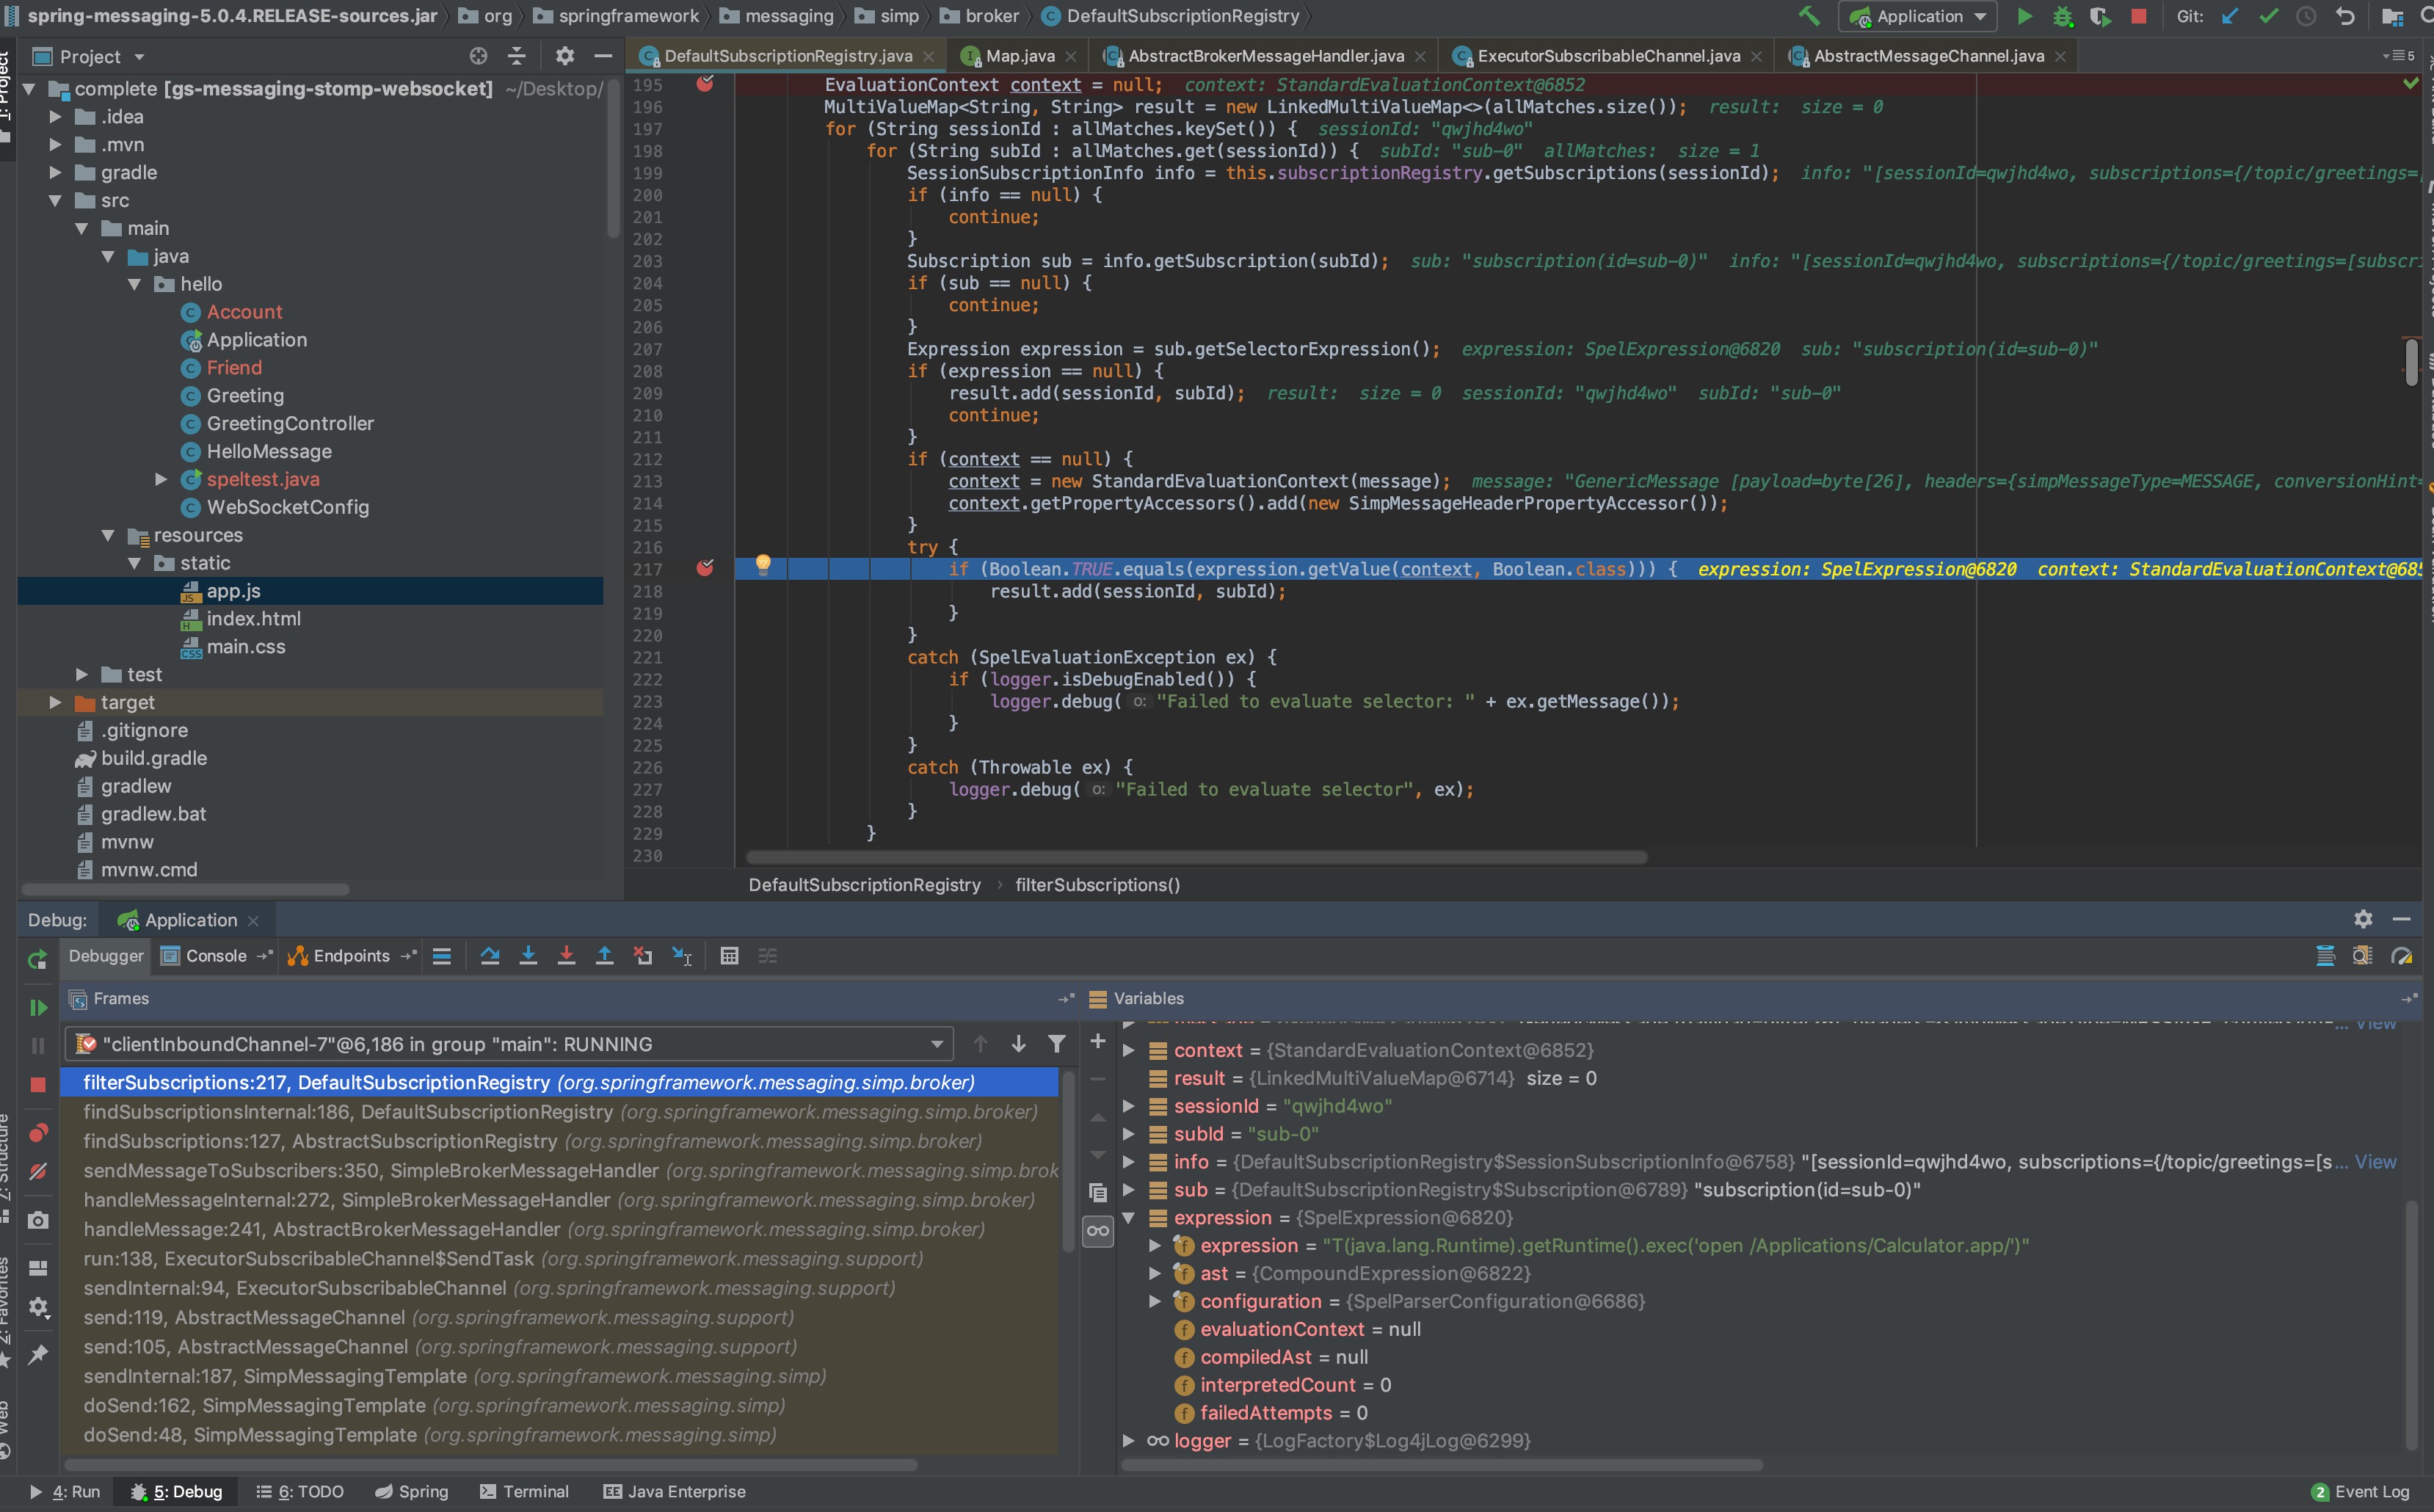 spring-messaging-5.0.4.RELEASE-sources.jar org springframework messaging simp broker DefaultSubscriptionRegistry Application Git:
Project
DefaultSubscriptionRegistry.java Map.java AbstractBrokerMessageHandler.java ExecutorSubscribableChannel.java AbstractMessageChannel.java 5
complete [gs-messaging-stomp-websocket] ~/Desktop/
.idea
.mvn
gradle
src
main
java
hello
Account
Application
Friend
Greeting
GreetingController
HelloMessage
speltest.java
WebSocketConfig
resources
static
app.js
index.html
main.css
test
target
.gitignore
build.gradle
gradlew
gradlew.bat
mvnw
mvnw.cmd
195 EvaluationContext context = null; context: StandardEvaluationContext@6852
196 MultiValueMap<String, String> result = new LinkedMultiValueMap<>(allMatches.size()); result: size = 0
197 for (String sessionId : allMatches.keySet()) { sessionId: "qwjhd4wo"
198 for (String subId : allMatches.get(sessionId)) { subId: "sub-0" allMatches: size = 1
199 SessionSubscriptionInfo info = this.subscriptionRegistry.getSubscriptions(sessionId); info: "[sessionId=qwjhd4wo, subscriptions={/topic/greetings=
200 if (info == null) {
201 continue;
202 }
203 Subscription sub = info.getSubscription(subId); sub: "subscription(id=sub-0)" info: "[sessionId=qwjhd4wo, subscriptions={/topic/greetings=[subscr
204 if (sub == null) {
205 continue;
206 }
207 Expression expression = sub.getSelectorExpression(); expression: SpelExpression@6820 sub: "subscription(id=sub-0)"
208 if (expression == null) {
209 result.add(sessionId, subId); result: size = 0 sessionId: "qwjhd4wo" subId: "sub-0"
210 continue;
211 }
212 if (context == null) {
213 context = new StandardEvaluationContext(message); message: "GenericMessage [payload=byte[26], headers={simpMessageType=MESSAGE, conversionHint=
214 context.getPropertyAccessors().add(new SimpMessageHeaderPropertyAccessor());
215 }
216 try {
217 if (Boolean.TRUE.equals(expression.getValue(context, Boolean.class))) { expression: SpelExpression@6820 context: StandardEvaluationContext@685
218 result.add(sessionId, subId);
219 }
220 }
221 catch (SpelEvaluationException ex) {
222 if (logger.isDebugEnabled()) {
223 logger.debug( o: "Failed to evaluate selector: " + ex.getMessage());
224 }
225 }
226 catch (Throwable ex) {
227 logger.debug( o: "Failed to evaluate selector", ex);
228 }
229 }
230
DefaultSubscriptionRegistry › filterSubscriptions()
Debug: Application
Debugger Console Endpoints
Frames
"clientInboundChannel-7"@6,186 in group "main": RUNNING
filterSubscriptions:217, DefaultSubscriptionRegistry (org.springframework.messaging.simp.broker)
findSubscriptionsInternal:186, DefaultSubscriptionRegistry (org.springframework.messaging.simp.broker)
findSubscriptions:127, AbstractSubscriptionRegistry (org.springframework.messaging.simp.broker)
sendMessageToSubscribers:350, SimpleBrokerMessageHandler (org.springframework.messaging.simp.brok
handleMessageInternal:272, SimpleBrokerMessageHandler (org.springframework.messaging.simp.broker)
handleMessage:241, AbstractBrokerMessageHandler (org.springframework.messaging.simp.broker)
run:138, ExecutorSubscribableChannel$SendTask (org.springframework.messaging.support)
sendInternal:94, ExecutorSubscribableChannel (org.springframework.messaging.support)
send:119, AbstractMessageChannel (org.springframework.messaging.support)
send:105, AbstractMessageChannel (org.springframework.messaging.support)
sendInternal:187, SimpMessagingTemplate (org.springframework.messaging.simp)
doSend:162, SimpMessagingTemplate (org.springframework.messaging.simp)
doSend:48, SimpMessagingTemplate (org.springframework.messaging.simp)
Variables
context = {StandardEvaluationContext@6852}
result = {LinkedMultiValueMap@6714} size = 0
sessionId = "qwjhd4wo"
subId = "sub-0"
info = {DefaultSubscriptionRegistry$SessionSubscriptionInfo@6758} "[sessionId=qwjhd4wo, subscriptions={/topic/greetings=[s... View
sub = {DefaultSubscriptionRegistry$Subscription@6789} "subscription(id=sub-0)"
expression = {SpelExpression@6820}
expression = "T(java.lang.Runtime).getRuntime().exec('open /Applications/Calculator.app/')"
ast = {CompoundExpression@6822}
configuration = {SpelParserConfiguration@6686}
evaluationContext = null
compiledAst = null
interpretedCount = 0
failedAttempts = 0
logger = {LogFactory$Log4jLog@6299}
1: Project
7: Structure
2: Favorites
Web
4: Run 5: Debug 6: TODO Spring Terminal Java Enterprise 2 Event Log